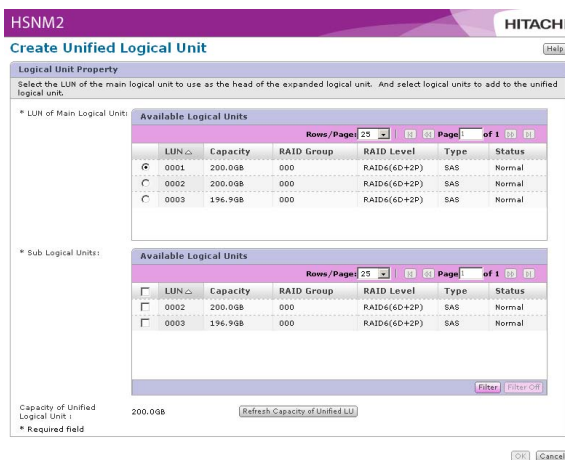 HSNM2
HITACHI
Create Unified Logical Unit
Help
Logical Unit Property
Select the LUN of the main logical unit to use as the head of the expanded logical unit. And select logical units to add to the unified
logical unit.
* LUN of Main Logical Unit:
Available Logical Units
Rows/Page: 25 Page 1 of 1
LUN Capacity RAID Group RAID Level Type Status
0001 200.0GB 000 RAID6(6D+2P) SAS Normal
0002 200.0GB 000 RAID6(6D+2P) SAS Normal
0003 196.9GB 000 RAID6(6D+2P) SAS Normal
* Sub Logical Units:
Available Logical Units
Rows/Page: 25 Page 1 of 1
LUN Capacity RAID Group RAID Level Type Status
0002 200.0GB 000 RAID6(6D+2P) SAS Normal
0003 196.9GB 000 RAID6(6D+2P) SAS Normal
Filter Filter Off
Capacity of Unified
Logical Unit :
200.0GB Refresh Capacity of Unified LU
* Required field
OK Cancel